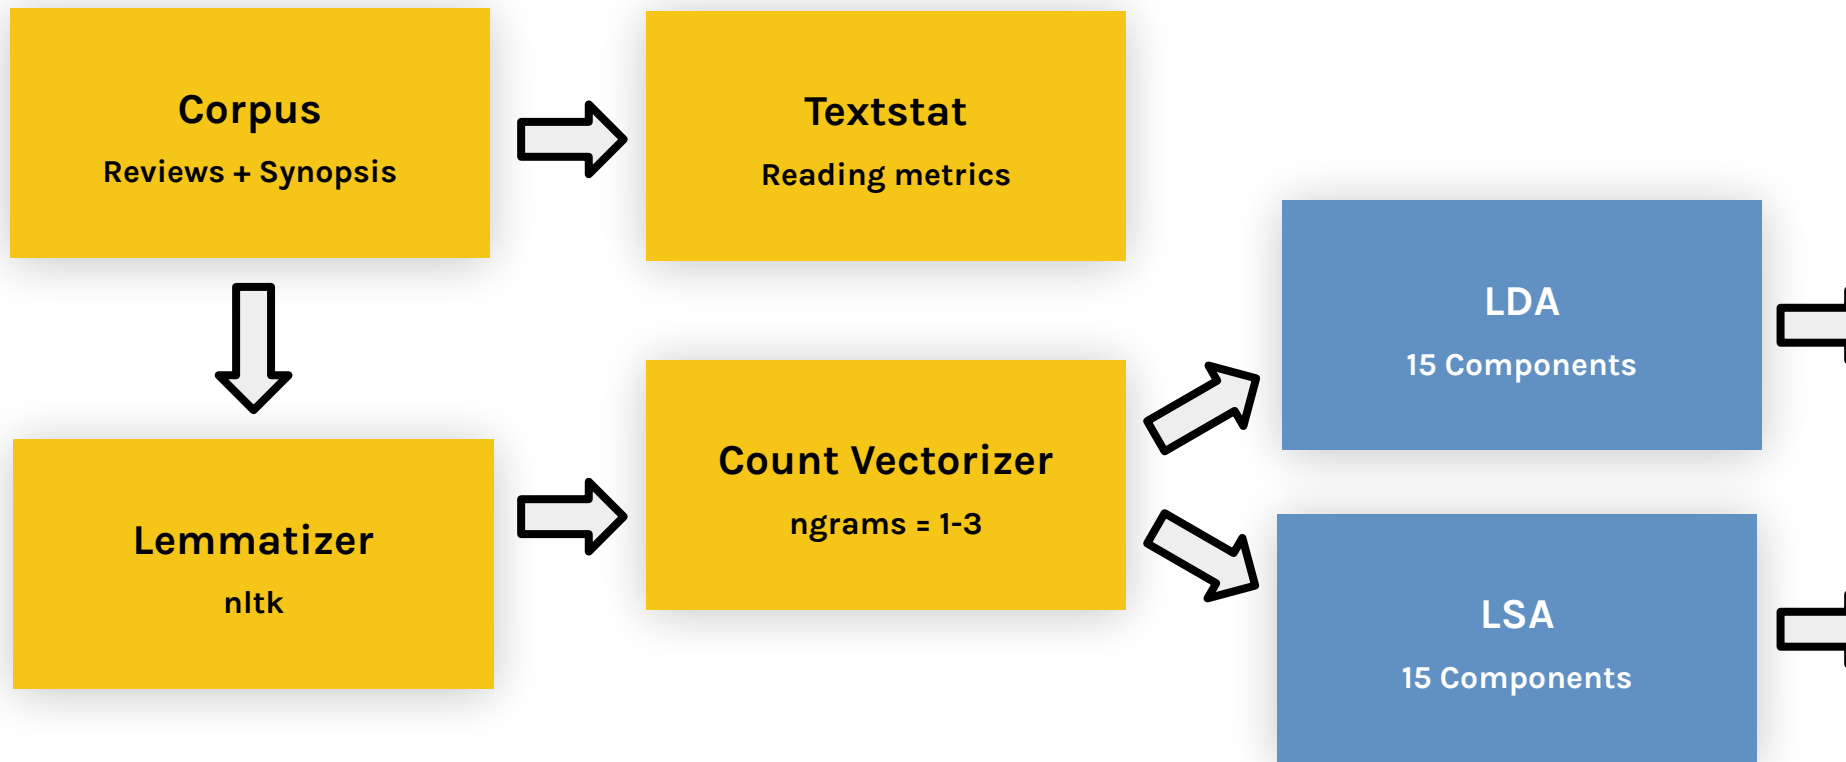 Corpus
Reviews + Synopsis
Textstat
Reading metrics
LDA
15 Components
Count Vectorizer
ngrams = 1-3
Lemmatizer
nltk
LSA
15 Components